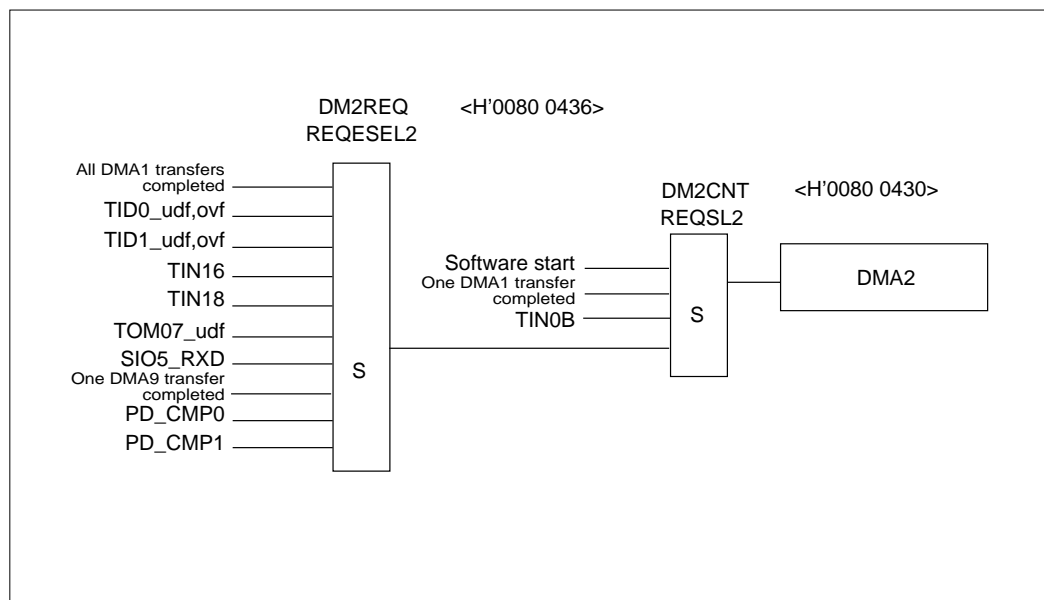 DM2REQ <H'0080 0436>
REQESEL2
All DMA1 transfers
completed
TID0_udf,ovf
TID1_udf,ovf
TIN16
TIN18
TOM07_udf
SIO5_RXD
One DMA9 transfer
completed
PD_CMP0
PD_CMP1
S
DM2CNT <H'0080 0430>
REQSL2
Software start
One DMA1 transfer
completed
TIN0B
S
DMA2